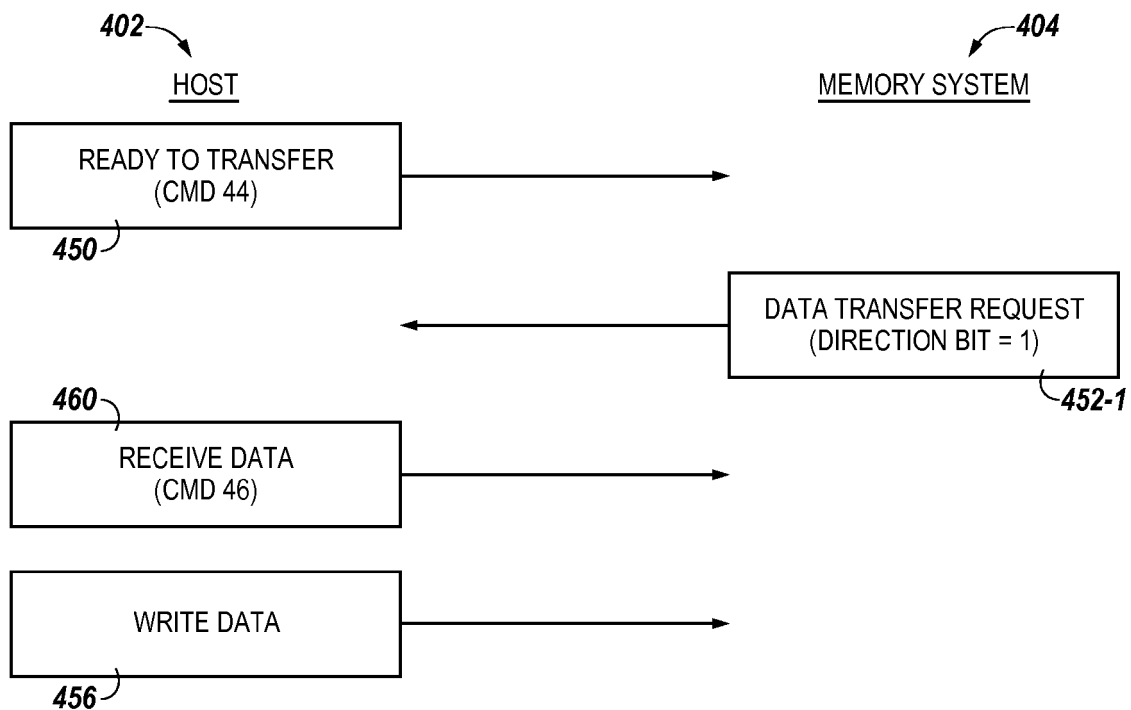 402
404
HOST
MEMORY SYSTEM
READY TO TRANSFER
(CMD 44)
450
DATA TRANSFER REQUEST
(DIRECTION BIT = 1)
452-1
460
RECEIVE DATA
(CMD 46)
WRITE DATA
456